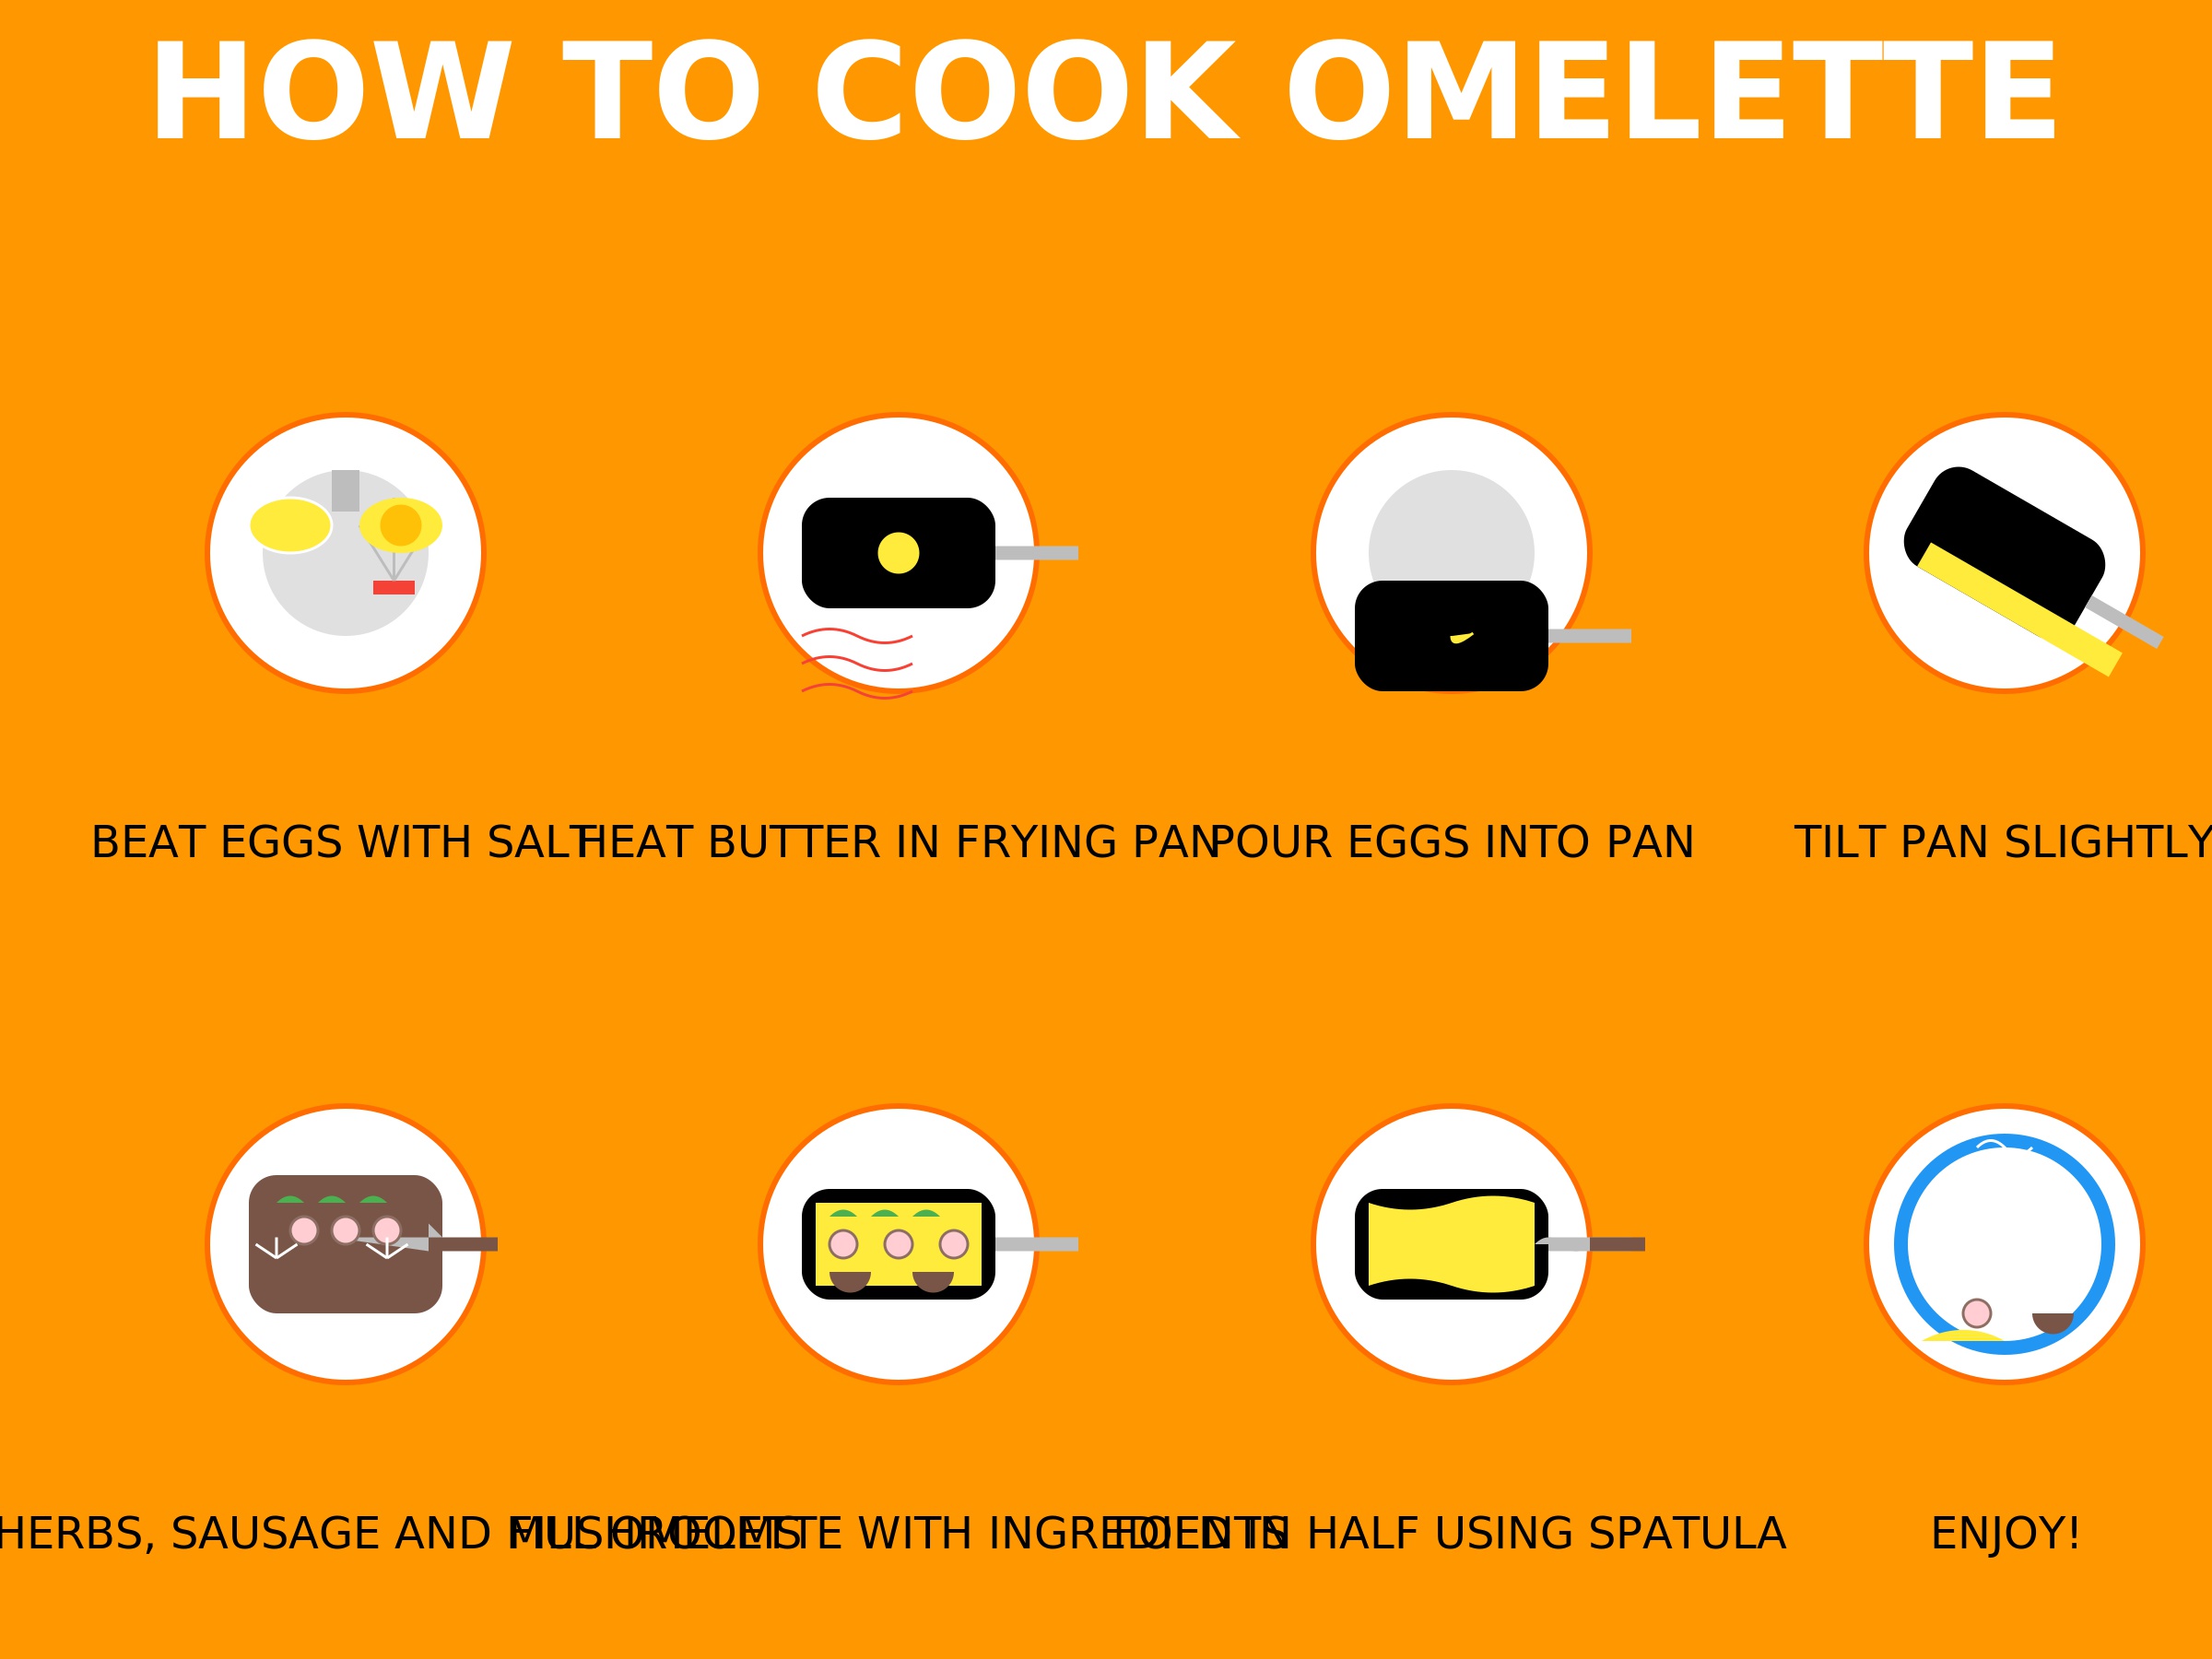 HOW TO COOK OMELETTE
BEAT EGGS WITH SALT
HEAT BUTTER IN FRYING PAN
POUR EGGS INTO PAN
TILT PAN SLIGHTLY
HERBS, SAUSAGE AND MUSHROOMS
FILL OMELETTE WITH INGREDIENTS
FOLD IN HALF USING SPATULA
ENJOY!